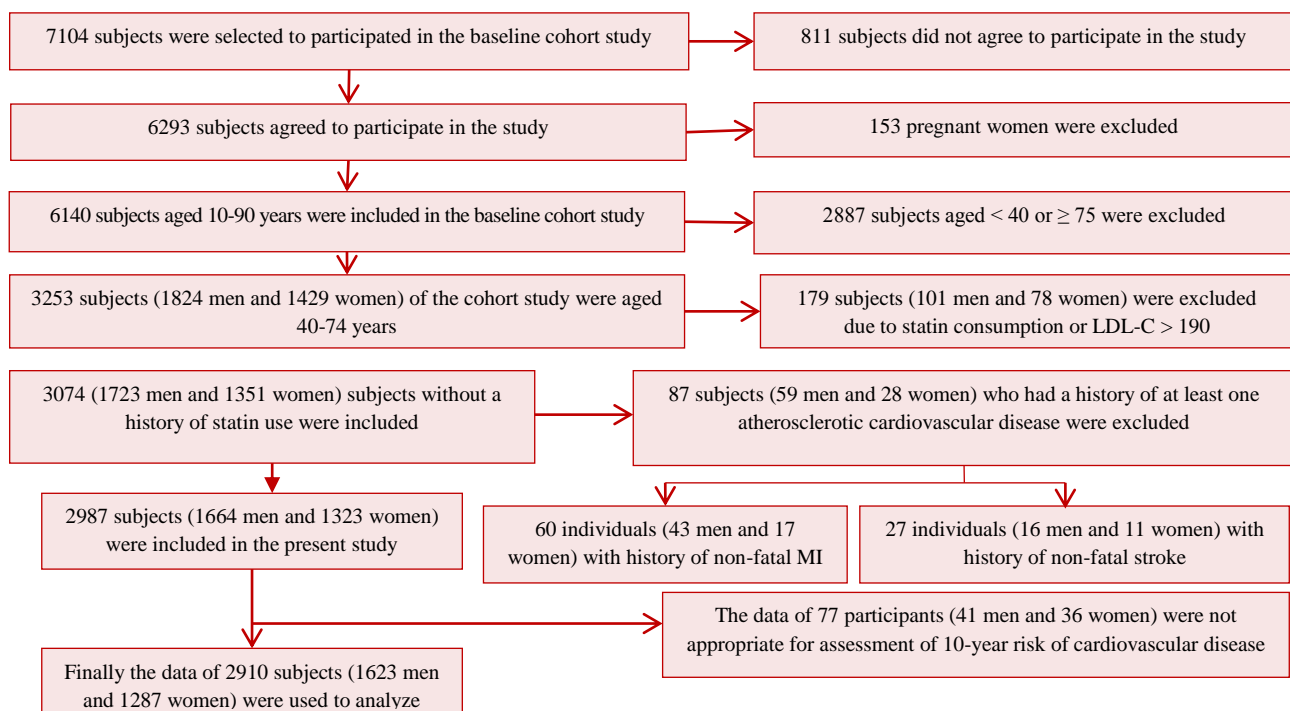 7104 subjects were selected to participated in the baseline cohort study
811 subjects did not agree to participate in the study
6293 subjects agreed to participate in the study
153 pregnant women were excluded
6140 subjects aged 10-90 years were included in the baseline cohort study
2887 subjects aged < 40 or ≥ 75 were excluded
3253 subjects (1824 men and 1429 women) of the cohort study were aged
40-74 years
179 subjects (101 men and 78 women) were excluded
due to statin consumption or LDL-C > 190
3074 (1723 men and 1351 women) subjects without a
history of statin use were included
87 subjects (59 men and 28 women) who had a history of at least one
atherosclerotic cardiovascular disease were excluded
2987 subjects (1664 men and 1323 women)
were included in the present study
60 individuals (43 men and 17
women) with history of non-fatal MI
27 individuals (16 men and 11 women) with
history of non-fatal stroke
The data of 77 participants (41 men and 36 women) were not
appropriate for assessment of 10-year risk of cardiovascular disease
Finally the data of 2910 subjects (1623 men
and 1287 women) were used to analyze